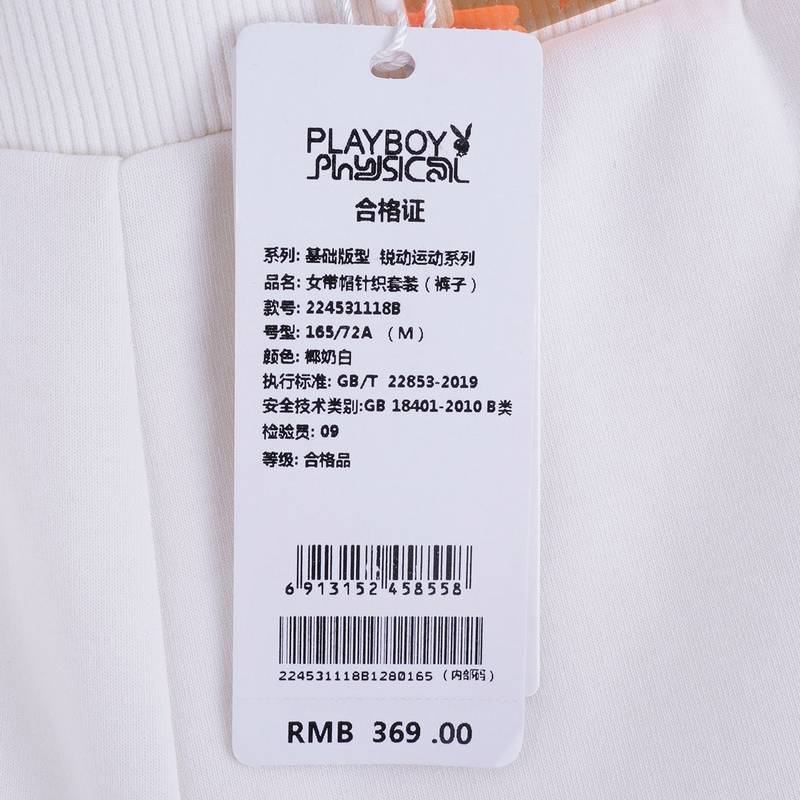 PLAYBOY
PhYSICAL
合格证
系列: 基础版型 锐动运动系列
品名: 女带帽针织套装（裤子）
款号: 224531118B
号型: 165/72A （M）
颜色: 椰奶白
执行标准: GB/T 22853-2019
安全技术类别:GB 18401-2010 B类
检验员: 09
等级: 合格品
6 913152 458558
224531118B1280165（内部码）
RMB 369 .00